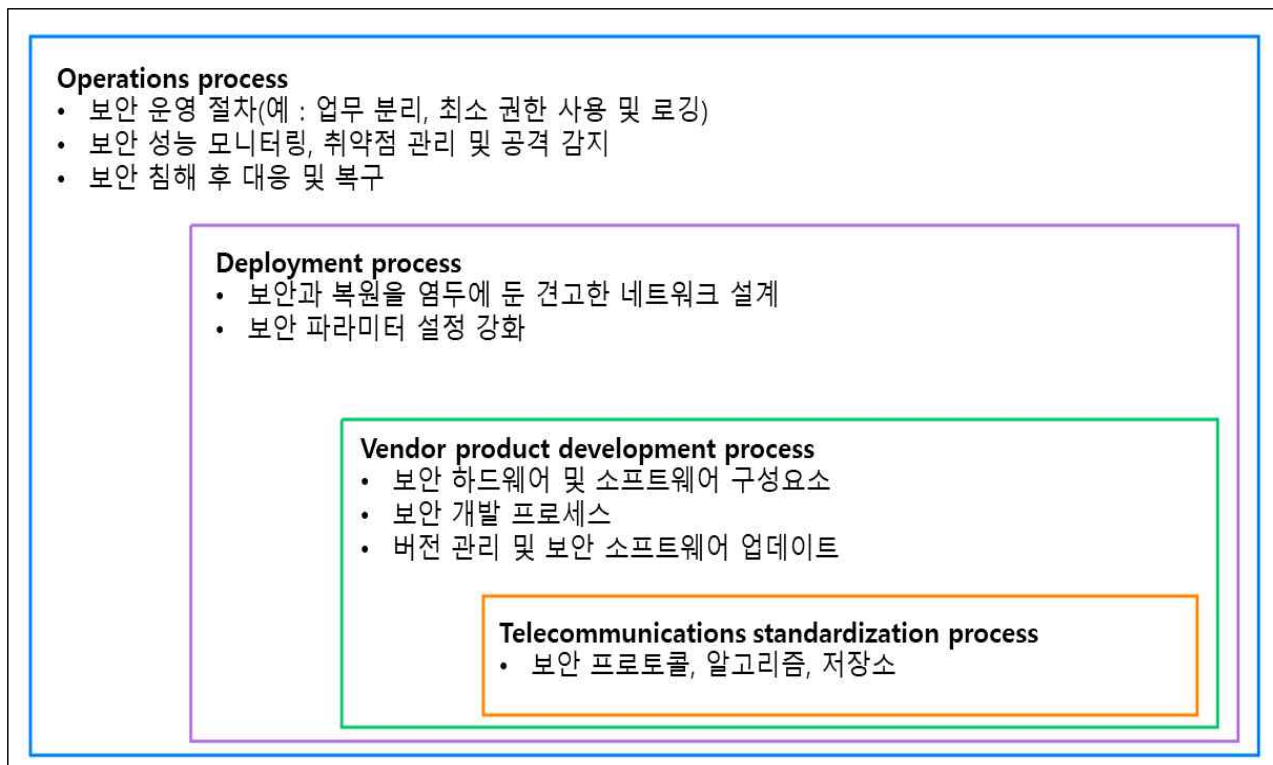 Operations process
• 보안 운영 절차(예 : 업무 분리, 최소 권한 사용 및 로깅)
• 보안 성능 모니터링, 취약점 관리 및 공격 감지
• 보안 침해 후 대응 및 복구
Deployment process
• 보안과 복원을 염두에 둔 견고한 네트워크 설계
• 보안 파라미터 설정 강화
Vendor product development process
• 보안 하드웨어 및 소프트웨어 구성요소
• 보안 개발 프로세스
• 버전 관리 및 보안 소프트웨어 업데이트
Telecommunications standardization process
• 보안 프로토콜, 알고리즘, 저장소